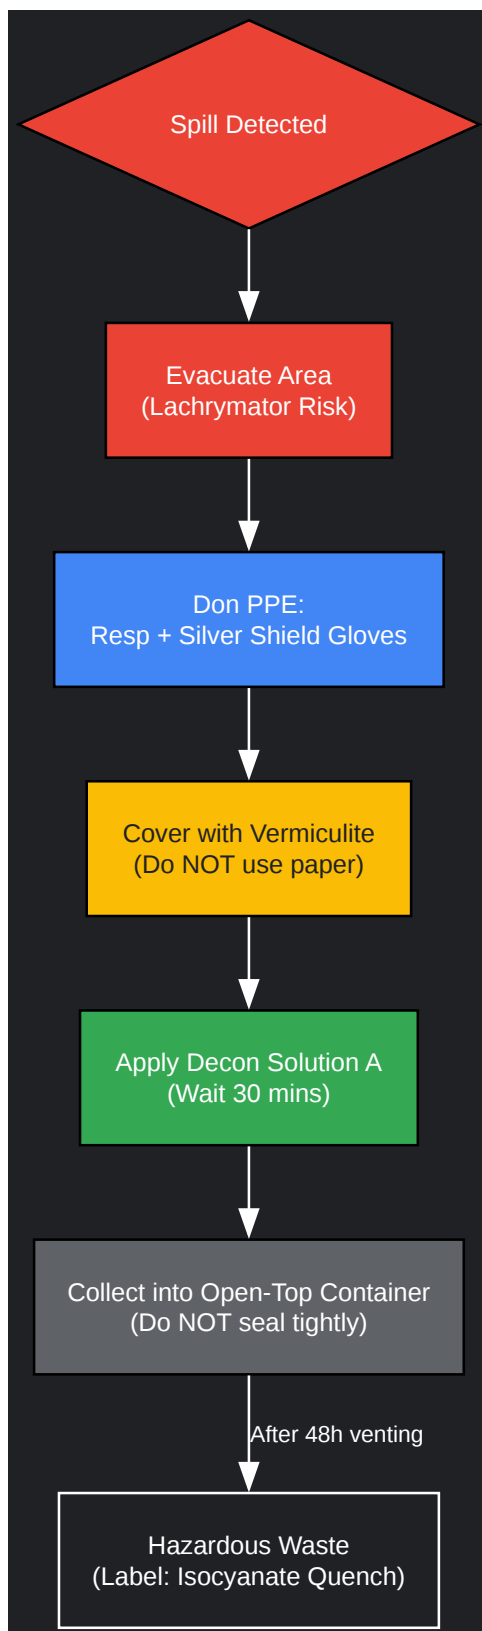 Spill Detected
Evacuate Area
(Lachrymator Risk)
Don PPE:
Resp + Silver Shield Gloves
Cover with Vermiculite
(Do NOT use paper)
Apply Decon Solution A
(Wait 30 mins)
Collect into Open-Top Container
(Do NOT seal tightly)
After 48h venting
Hazardous Waste
(Label: Isocyanate Quench)